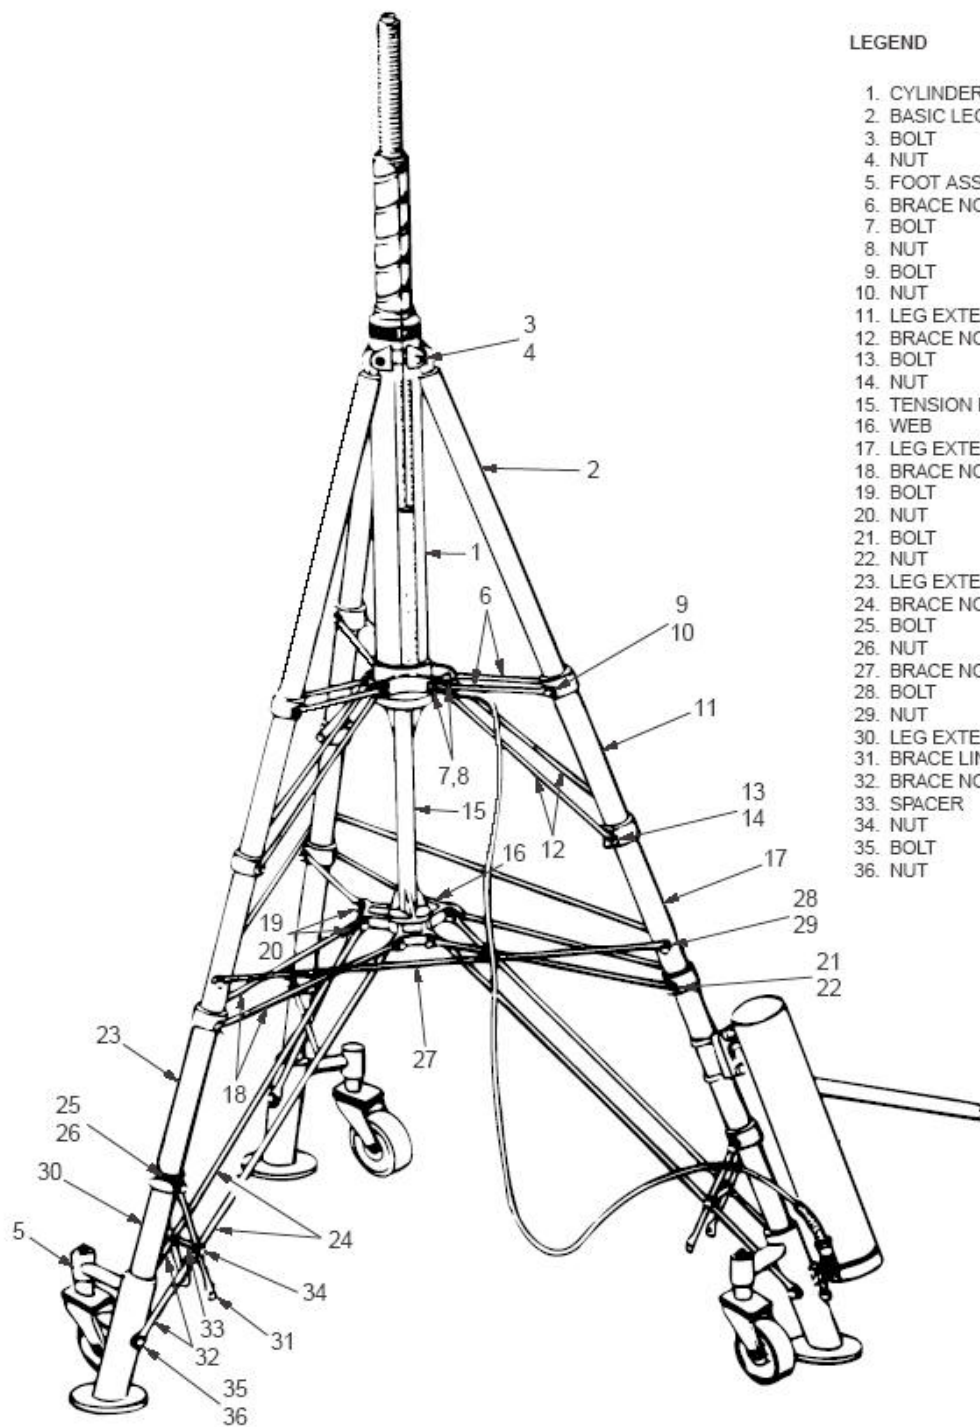 LEGEND
1. CYLINDER
2. BASIC LEG
3. BOLT
4. NUT
5. FOOT ASS
6. BRACE NO
7. BOLT
8. NUT
9. BOLT
10. NUT
11. LEG EXTE
12. BRACE NO
13. BOLT
14. NUT
15. TENSION
16. WEB
17. LEG EXTE
18. BRACE NO
19. BOLT
20. NUT
21. BOLT
22. NUT
23. LEG EXTE
24. BRACE NO
25. BOLT
26. NUT
27. BRACE NO
28. BOLT
29. NUT
30. LEG EXTE
31. BRACE LIN
32. BRACE NO
33. SPACER
34. NUT
35. BOLT
36. NUT
3
4
2
1
6
9
10
11
7,8
15
12
13
14
16
17
19
20
28
29
21
22
27
23
18
25
26
30
5
24
34
33
31
32
35
36